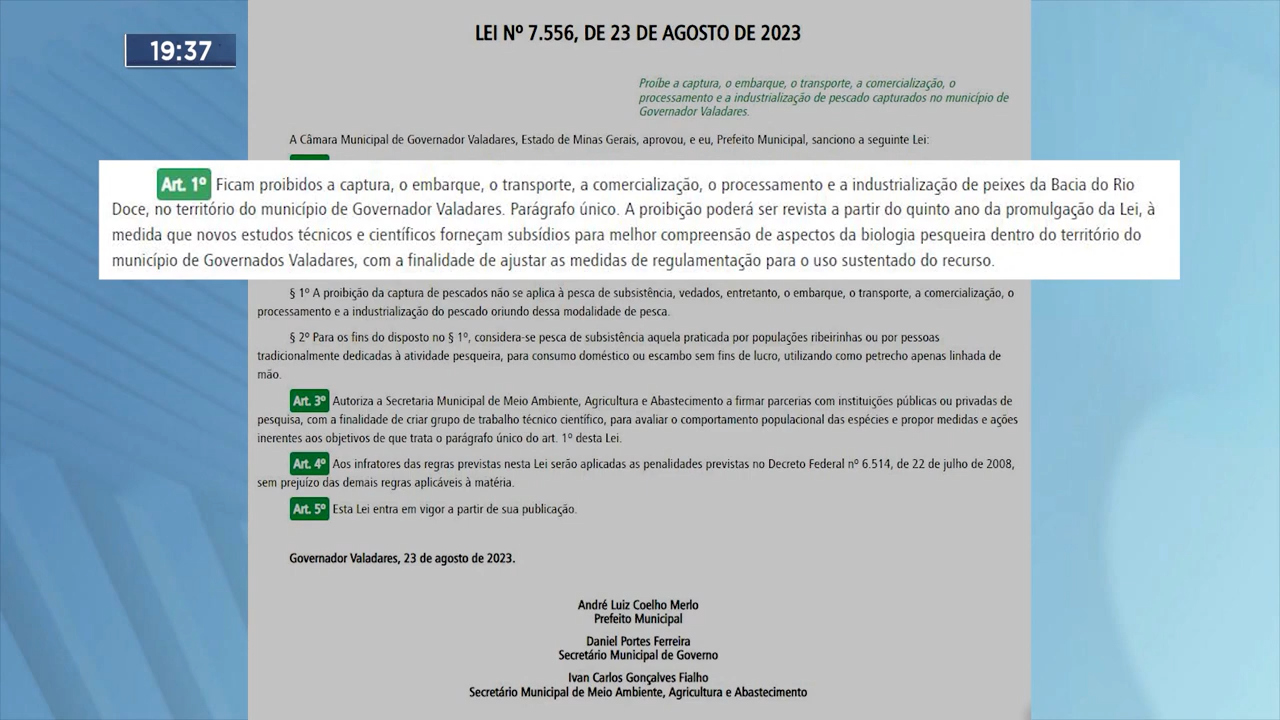 19:37
LEI Nº 7.556, DE 23 DE AGOSTO DE 2023
Proíbe a captura, o embarque, o transporte, a comercialização, o
processamento e a industrialização de pescado capturados no município de
Governador Valadares.
A Câmara Municipal de Governador Valadares, Estado de Minas Gerais, aprovou, e eu, Prefeito Municipal, sanciono a seguinte Lei:
Art. 1º Ficam proibidos a captura, o embarque, o transporte, a comercialização, o processamento e a industrialização de peixes da Bacia do Rio
Doce, no território do município de Governador Valadares. Parágrafo único. A proibição poderá ser revista a partir do quinto ano da promulgação da Lei, à
medida que novos estudos técnicos e científicos forneçam subsídios para melhor compreensão de aspectos da biologia pesqueira dentro do território do
município de Governados Valadares, com a finalidade de ajustar as medidas de regulamentação para o uso sustentado do recurso.
§ 1º A proibição da captura de pescados não se aplica à pesca de subsistência, vedados, entretanto, o embarque, o transporte, a comercialização, o
processamento e a industrialização do pescado oriundo dessa modalidade de pesca.
§ 2º Para os fins do disposto no § 1º, considera-se pesca de subsistência aquela praticada por populações ribeirinhas ou por pessoas
tradicionalmente dedicadas à atividade pesqueira, para consumo doméstico ou escambo sem fins de lucro, utilizando como petrecho apenas linhada de
mão.
Art. 3º Autoriza a Secretaria Municipal de Meio Ambiente, Agricultura e Abastecimento a firmar parcerias com instituições públicas ou privadas de
pesquisa, com a finalidade de criar grupo de trabalho técnico científico, para avaliar o comportamento populacional das espécies e propor medidas e ações
inerentes aos objetivos de que trata o parágrafo único do art. 1º desta Lei.
Art. 4º Aos infratores das regras previstas nesta Lei serão aplicadas as penalidades previstas no Decreto Federal nº 6.514, de 22 de julho de 2008,
sem prejuízo das demais regras aplicáveis à matéria.
Art. 5º Esta Lei entra em vigor a partir de sua publicação.
Governador Valadares, 23 de agosto de 2023.
André Luiz Coelho Merlo
Prefeito Municipal
Daniel Portes Ferreira
Secretário Municipal de Governo
Ivan Carlos Gonçalves Fialho
Secretário Municipal de Meio Ambiente, Agricultura e Abastecimento